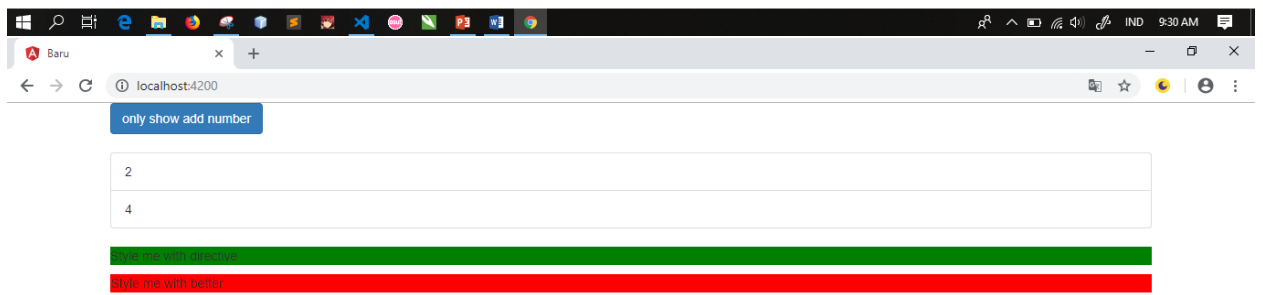 IND 9:30 AM
Baru
localhost:4200
only show add number
2
4
Style me with directive
Style me with better